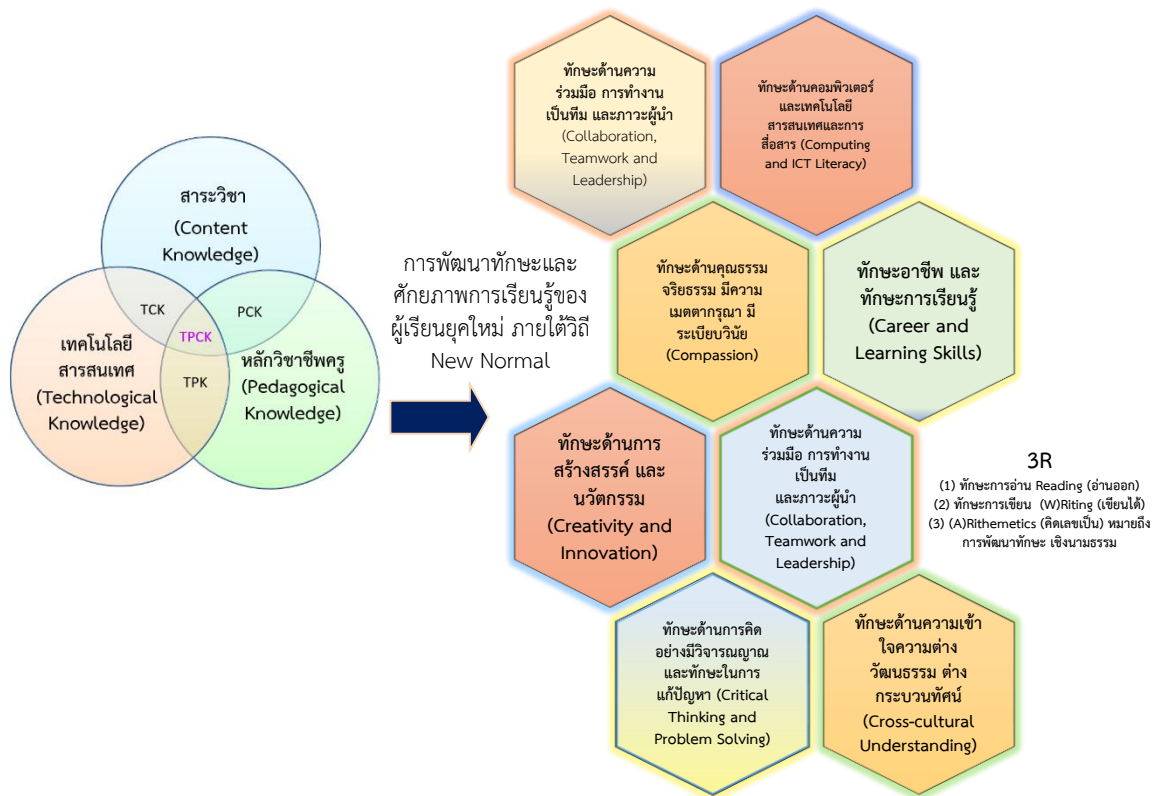 สาระวิชา
(Content
Knowledge)
TCK
PCK
TPCK
TPK
เทคโนโลยี
สารสนเทศ
(Technological
Knowledge)
หลักวิชาชีพครู
(Pedagogical
Knowledge)
การพัฒนาทักษะและ
ศักยภาพการเรียนรู้ของ
ผู้เรียนยุคใหม่ ภายใต้วิถี
New Normal
ทักษะด้านความ
ร่วมมือ การทำงาน
เป็นทีม และภาวะผู้นำ
(Collaboration,
Teamwork and
Leadership)
ทักษะด้านคอมพิวเตอร์
และเทคโนโลยี
สารสนเทศและการ
สื่อสาร (Computing
and ICT Literacy)
ทักษะด้านคุณธรรม
จริยธรรม มีความ
เมตตากรุณา มี
ระเบียบวินัย
(Compassion)
ทักษะอาชีพ และ
ทักษะการเรียนรู้
(Career and
Learning Skills)
ทักษะด้านการ
สร้างสรรค์ และ
นวัตกรรม
(Creativity and
Innovation)
ทักษะด้านความ
ร่วมมือ การทำงาน
เป็นทีม
และภาวะผู้นำ
(Collaboration,
Teamwork and
Leadership)
3R
(1) ทักษะการอ่าน Reading (อ่านออก)
(2) ทักษะการเขียน (W)Riting (เขียนได้)
(3) (A)Rithemetics (คิดเลขเป็น) หมายถึง
การพัฒนาทักษะ เชิงนามธรรม
ทักษะด้านการคิด
อย่างมีวิจารณญาณ
และทักษะในการ
แก้ปัญหา (Critical
Thinking and
Problem Solving)
ทักษะด้านความเข้า
ใจความต่าง
วัฒนธรรม ต่าง
กระบวนทัศน์
(Cross-cultural
Understanding)